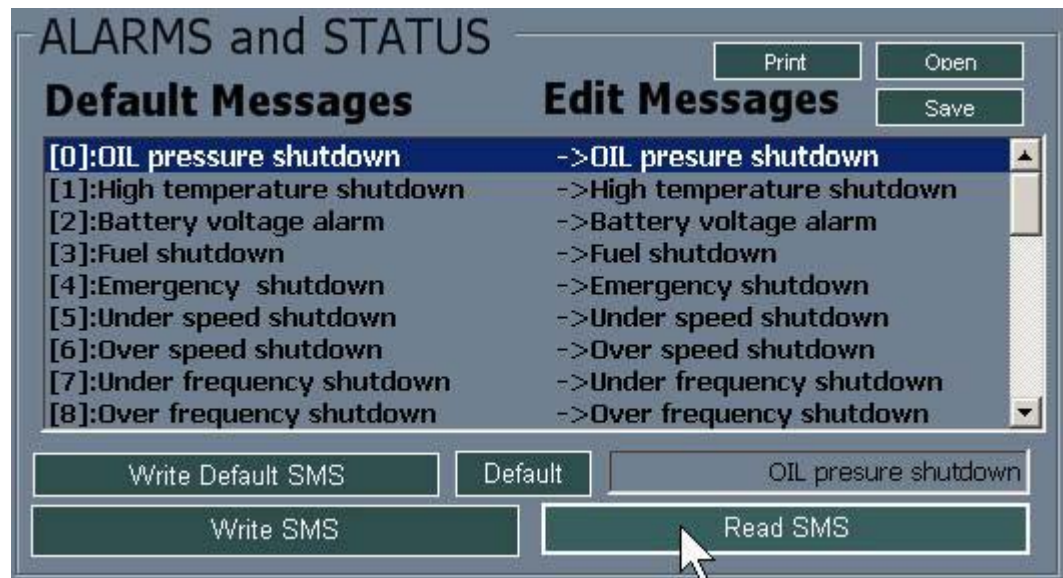 ALARMS and STATUS
Print Open
Default Messages Edit Messages Save
[0]:OIL pressure shutdown ->OIL presure shutdown
[1]:High temperature shutdown ->High temperature shutdown
[2]:Battery voltage alarm ->Battery voltage alarm
[3]:Fuel shutdown ->Fuel shutdown
[4]:Emergency  shutdown ->Emergency shutdown
[5]:Under speed shutdown ->Under speed shutdown
[6]:Over speed shutdown ->Over speed shutdown
[7]:Under frequency shutdown ->Under frequency shutdown
[8]:Over frequency shutdown ->Over frequency shutdown
Write Default SMS Default OIL presure shutdown
Write SMS Read SMS